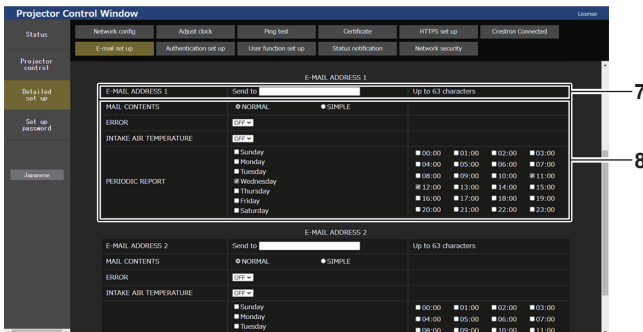 Projector Control Window
License
Status
Projector control
Detailed set up
Set up password
Japanese
Network config
Adjust clock
Ping test
Certificate
HTTPS set up
Crestron Connected
E-mail set up
Authentication set up
User function set up
Status notification
Network security
E-MAIL ADDRESS 1
E-MAIL ADDRESS 1 Send to Up to 63 characters
7
MAIL CONTENTS NORMAL SIMPLE
ERROR OFF
INTAKE AIR TEMPERATURE OFF
8
PERIODIC REPORT
Sunday
Monday
Tuesday
Wednesday
Thursday
Friday
Saturday
00:00 01:00 02:00 03:00
04:00 05:00 06:00 07:00
08:00 09:00 10:00 11:00
12:00 13:00 14:00 15:00
16:00 17:00 18:00 19:00
20:00 21:00 22:00 23:00
E-MAIL ADDRESS 2
E-MAIL ADDRESS 2 Send to Up to 63 characters
MAIL CONTENTS NORMAL SIMPLE
ERROR OFF
INTAKE AIR TEMPERATURE OFF
Sunday
Monday
Tuesday
00:00 01:00 02:00 03:00
04:00 05:00 06:00 07:00
08:00 09:00 10:00 11:00